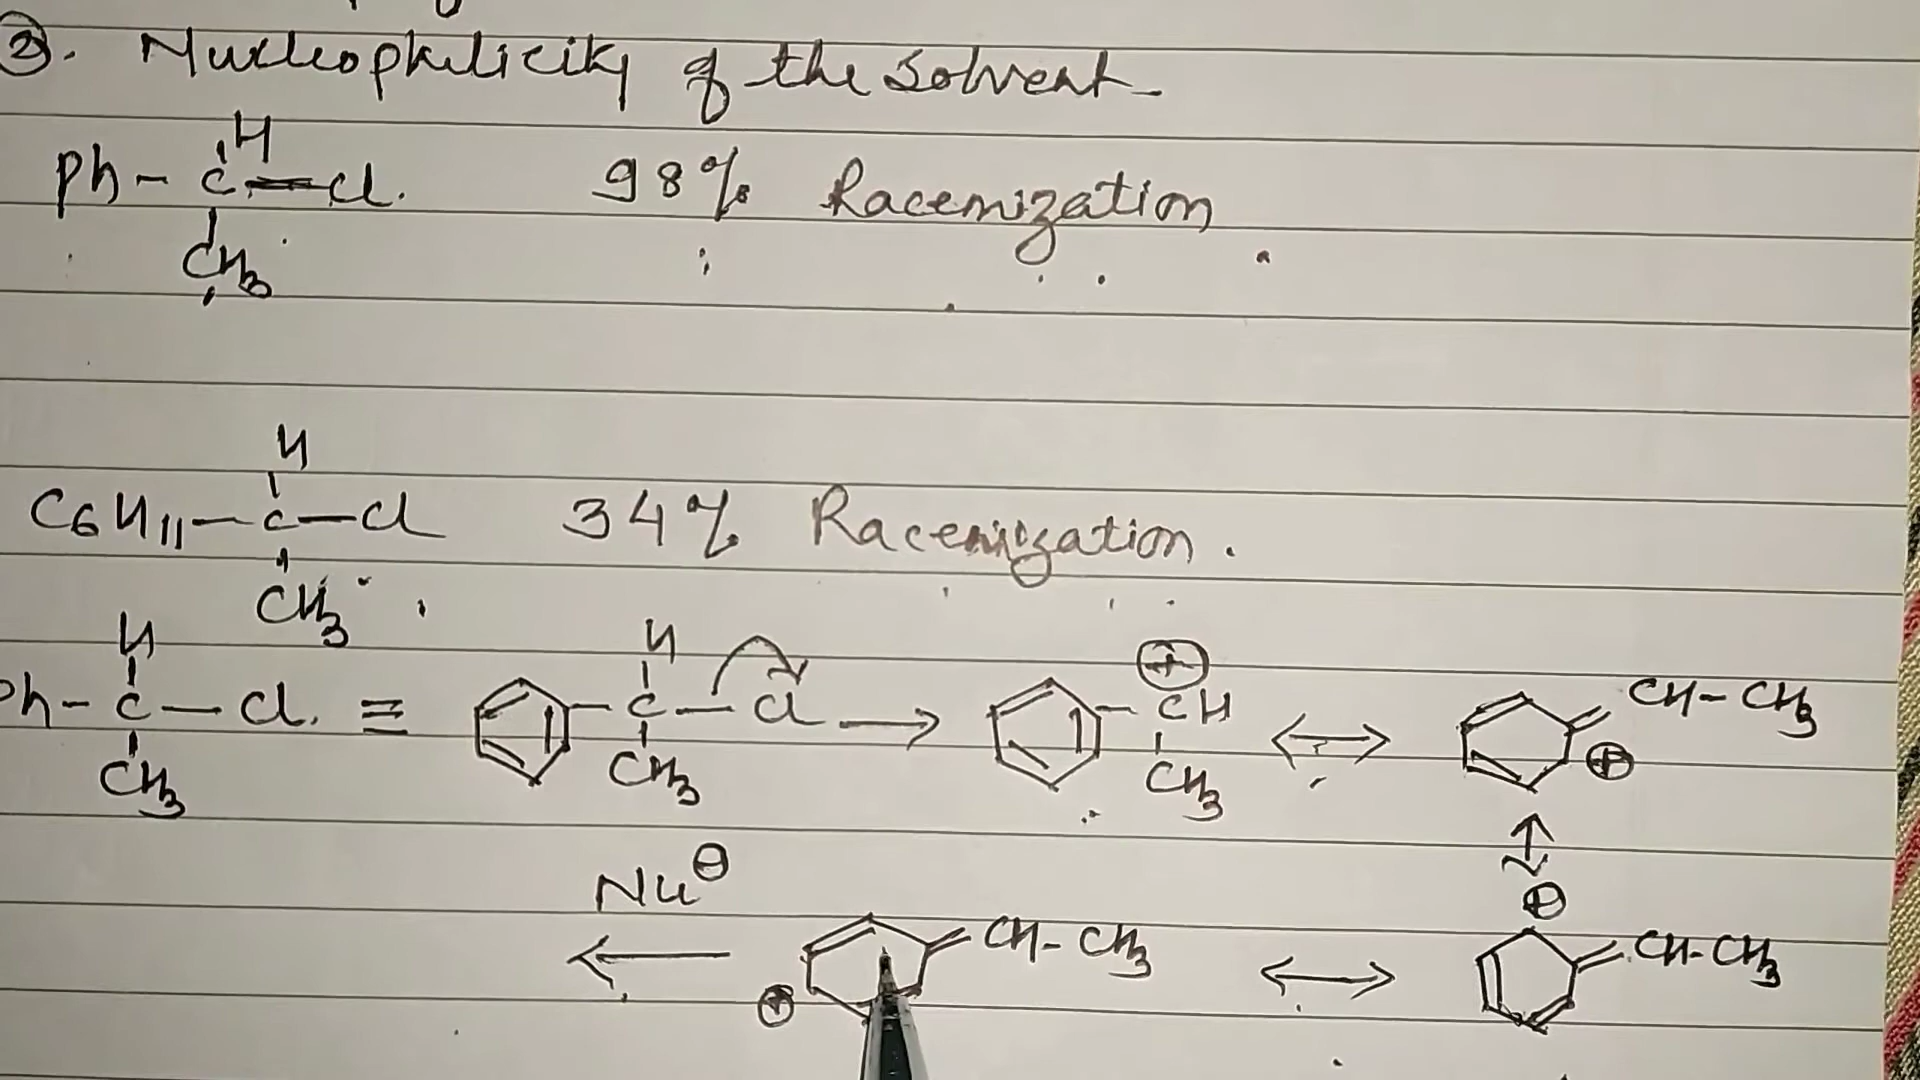 ②. Nucleophilicity of the Solvent
H
Ph - C - Cl. 98% Racemization
CH3
H
C6H11 - C - Cl 34% Racemization.
CH3
H H ⊕
Ph - C - Cl. ≡ C - Cl → CH ↔ CH - CH3
CH3 CH3 CH3 ⊕
↕
Nu⊖ ⊕
← CH - CH3 ↔ CH - CH3
⊕